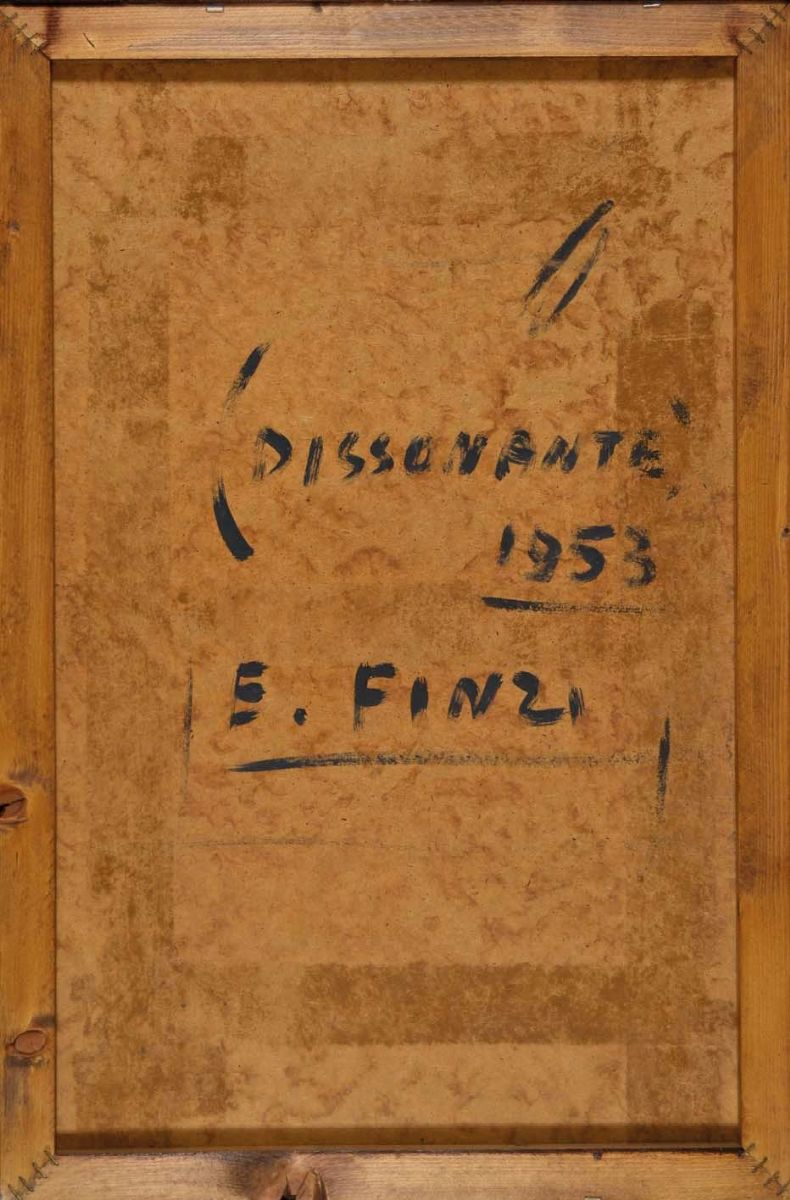 (DISSONANTE)
1953
E. FINZI